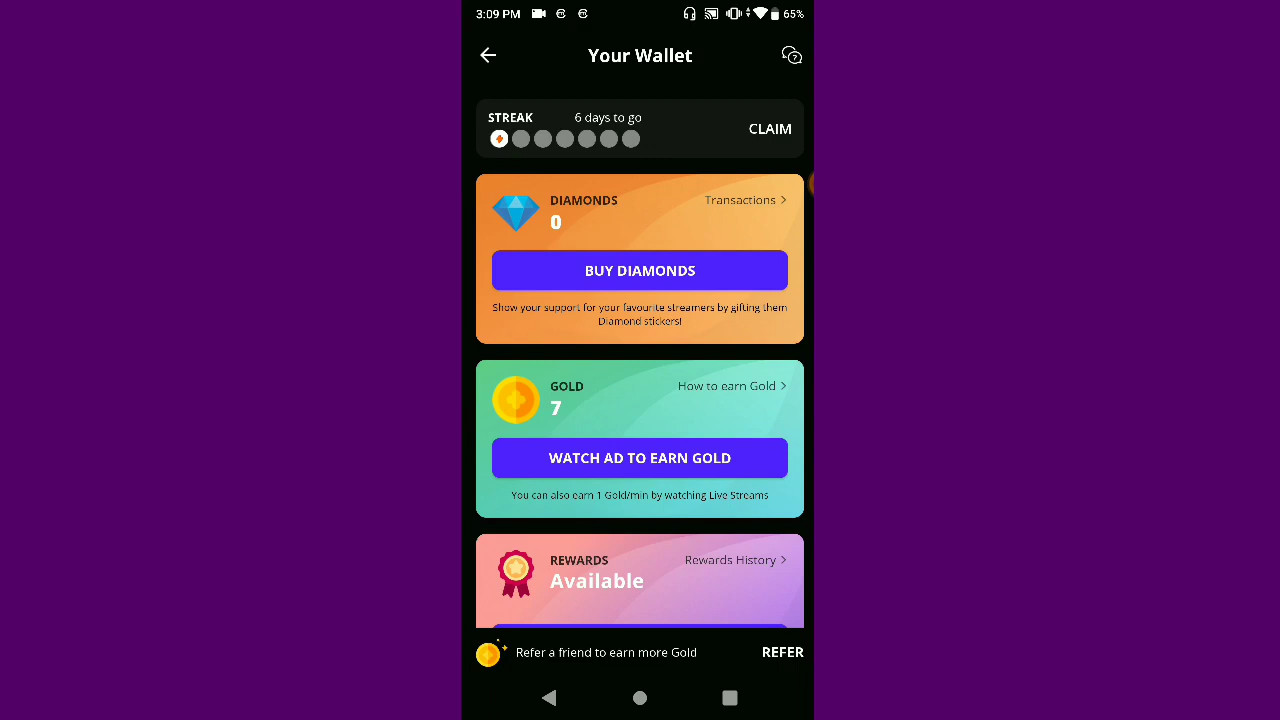 3:09 PM
65%
Your Wallet
STREAK
6 days to go
CLAIM
DIAMONDS
Transactions
0
BUY DIAMONDS
Show your support for your favourite streamers by gifting them
Diamond stickers!
GOLD
How to earn Gold
7
WATCH AD TO EARN GOLD
You can also earn 1 Gold/min by watching Live Streams
REWARDS
Rewards History
Available
Refer a friend to earn more Gold
REFER